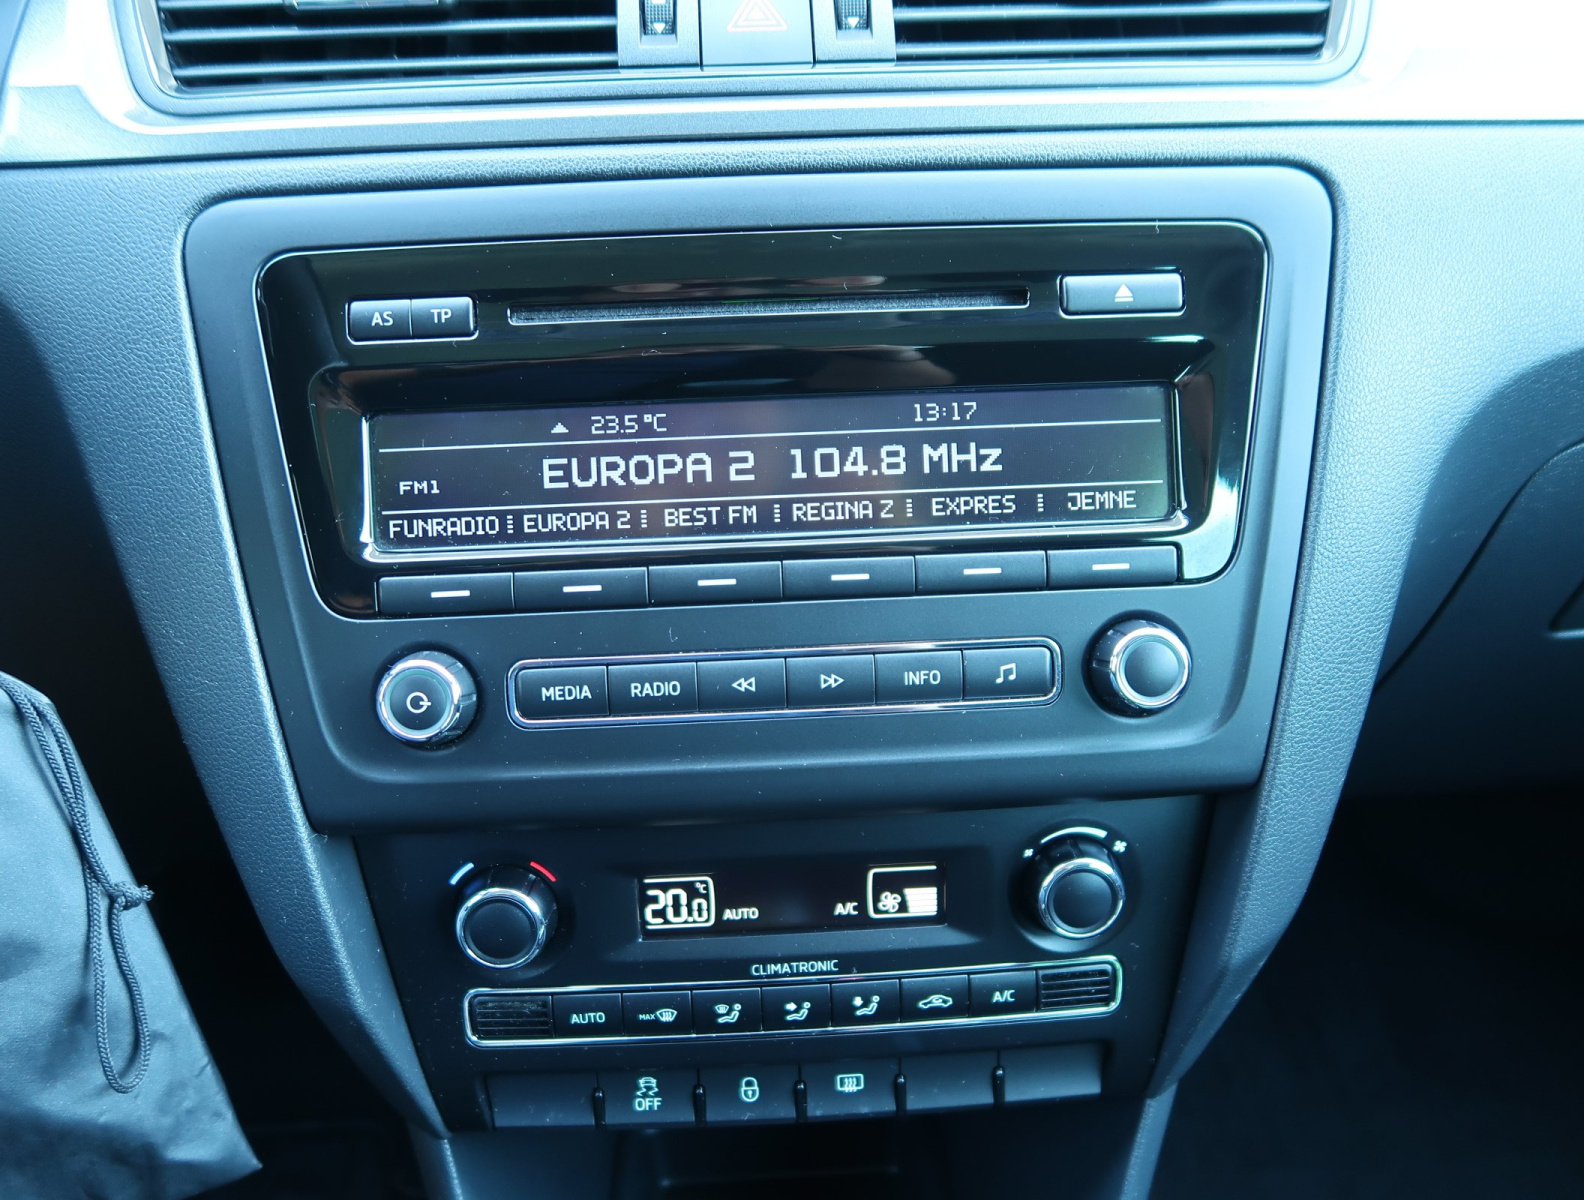 AS TP
23.5°C 13:17
FM1 EUROPA 2 104.8 MHz
FUNRADIO EUROPA 2 BEST FM REGINA Z EXPRES JEMNE
MEDIA RADIO INFO
20.0 °C AUTO A/C
CLIMATRONIC
AUTO MAX A/C
OFF